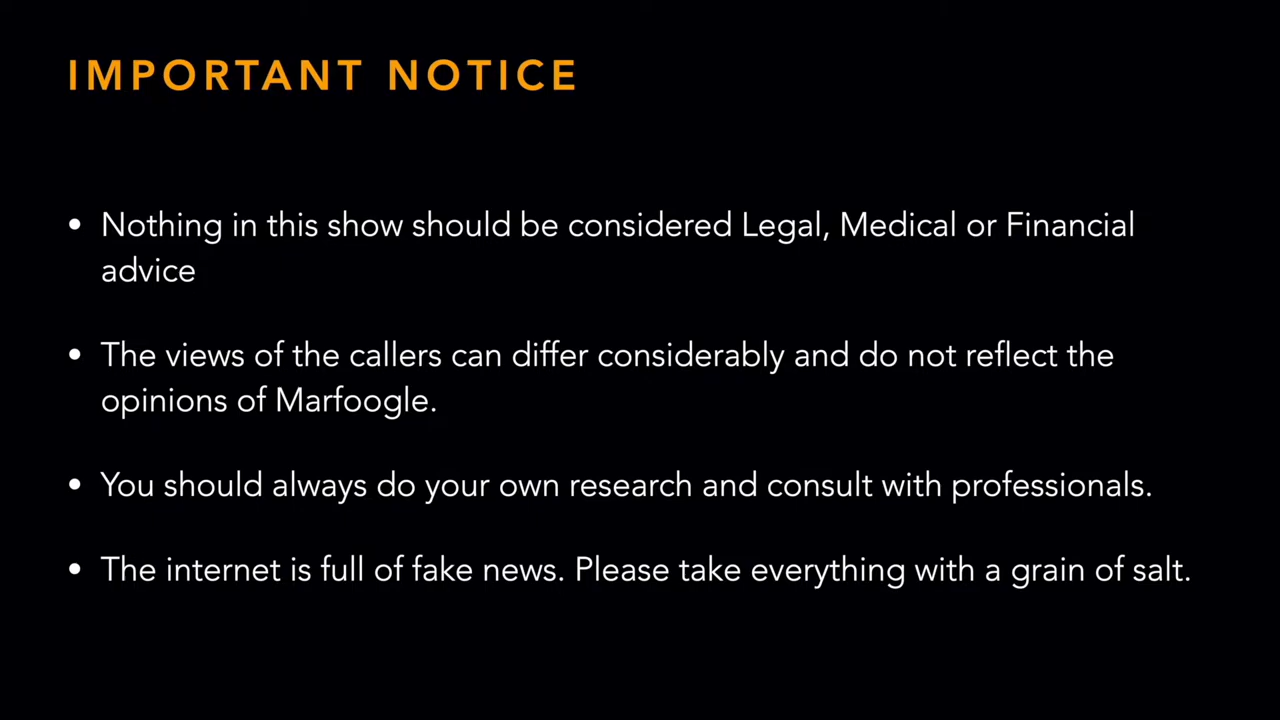 IMPORTANT NOTICE
• Nothing in this show should be considered Legal, Medical or Financial
advice
• The views of the callers can differ considerably and do not reflect the
opinions of Marfoogle.
• You should always do your own research and consult with professionals.
• The internet is full of fake news. Please take everything with a grain of salt.